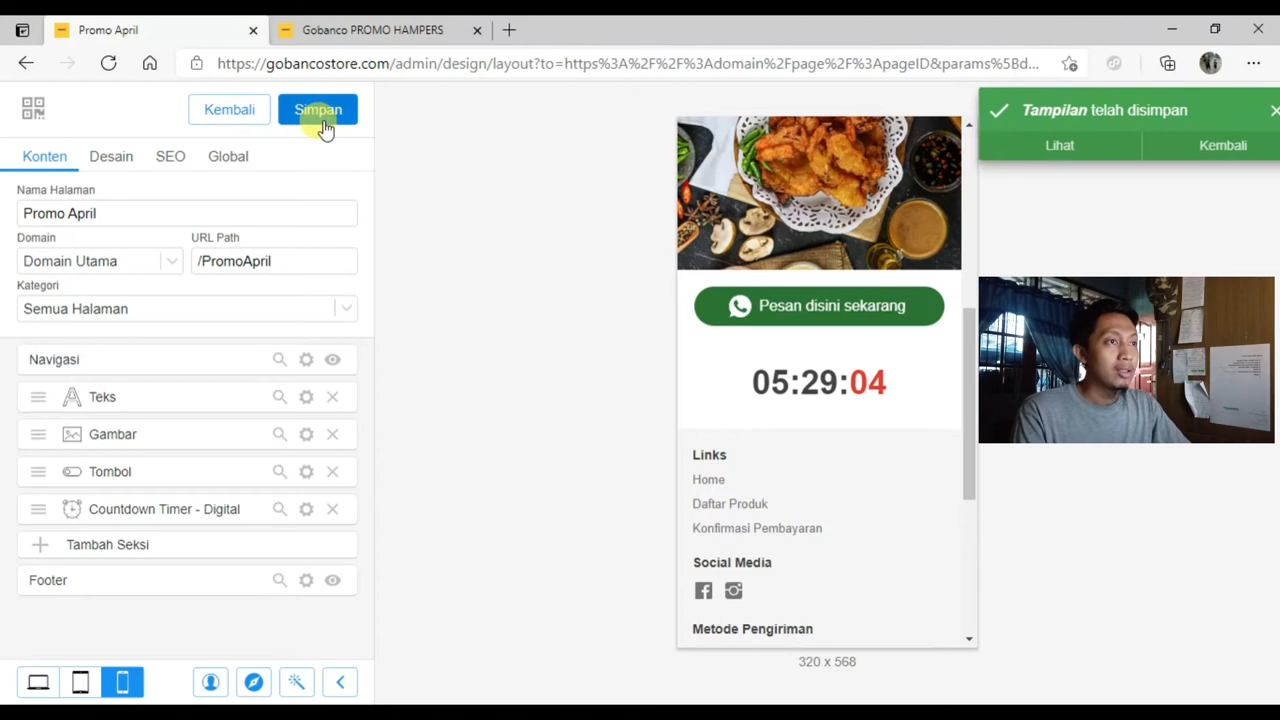 Promo April
Gobanco PROMO HAMPERS
https://gobancostore.com/admin/design/layout?to=https%3A%2F%2F%3Adomain%2Fpage%2F%3ApageID&params%5Bd...
Kembali
Simpan
Tampilan telah disimpan
Lihat
Kembali
Konten
Desain
SEO
Global
Nama Halaman
Promo April
Domain
URL Path
Domain Utama
/PromoApril
Kategori
Semua Halaman
Navigasi
Teks
Gambar
Tombol
Countdown Timer - Digital
Tambah Seksi
Footer
Pesan disini sekarang
05:29:04
Links
Home
Daftar Produk
Konfirmasi Pembayaran
Social Media
Metode Pengiriman
320 x 568